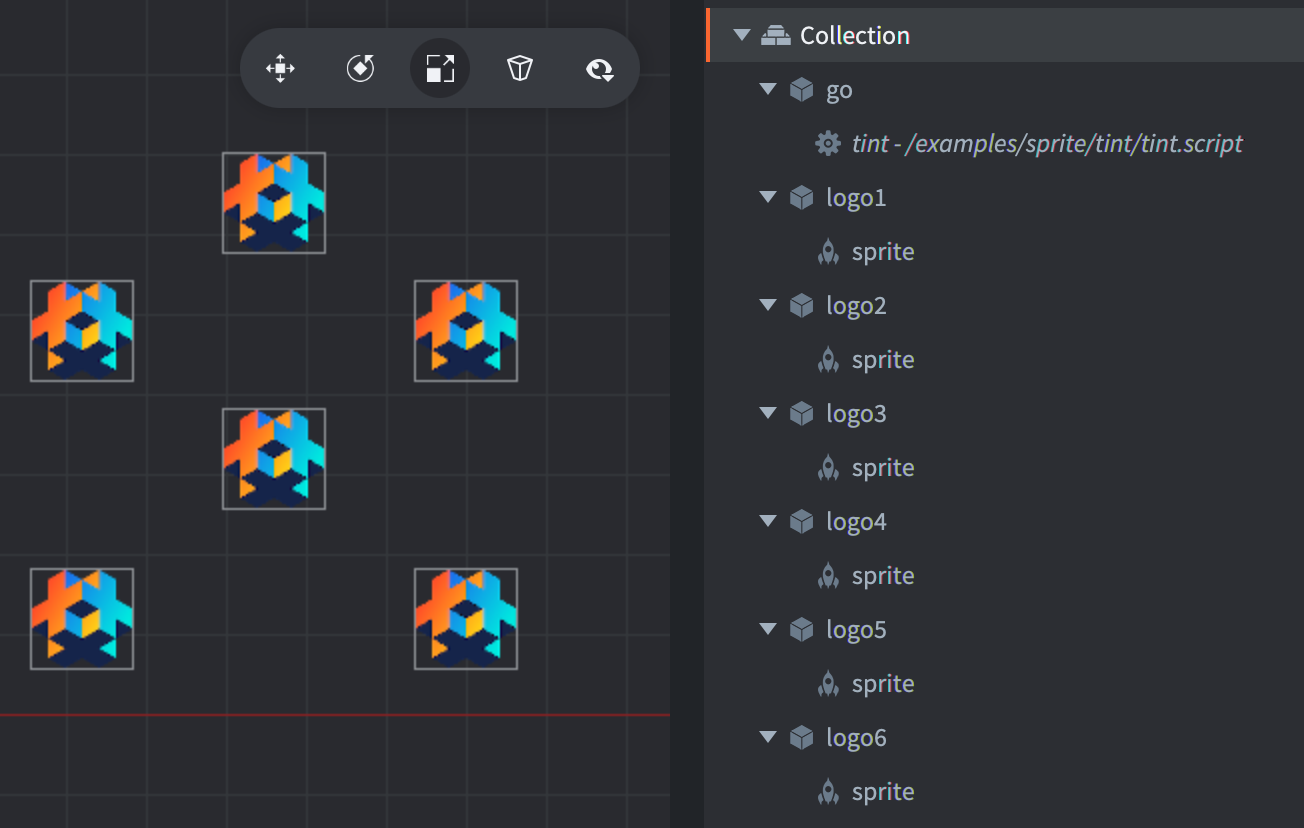 Collection
go
tint - /examples/sprite/tint/tint.script
logo1
sprite
logo2
sprite
logo3
sprite
logo4
sprite
logo5
sprite
logo6
sprite